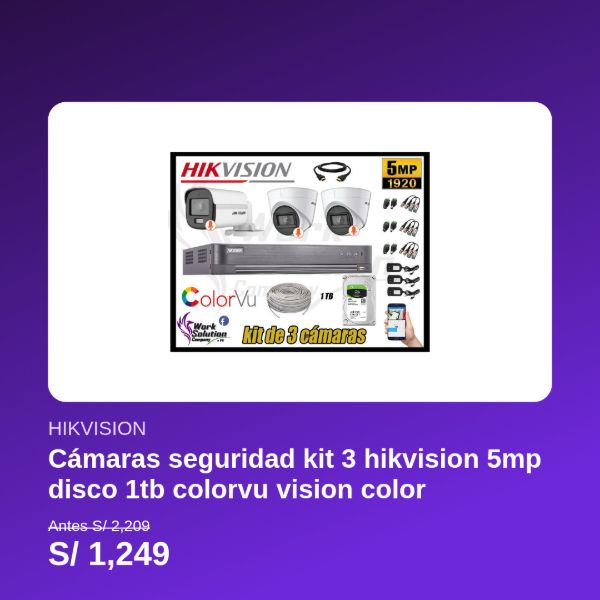 HIKVISION
5MP
1920
ColorVu
1 TB
Work
Solution
Company
kit de 3 cámaras
HIKVISION
Cámaras seguridad kit 3 hikvision 5mp
disco 1tb colorvu vision color
Antes S/ 2,209
S/ 1,249